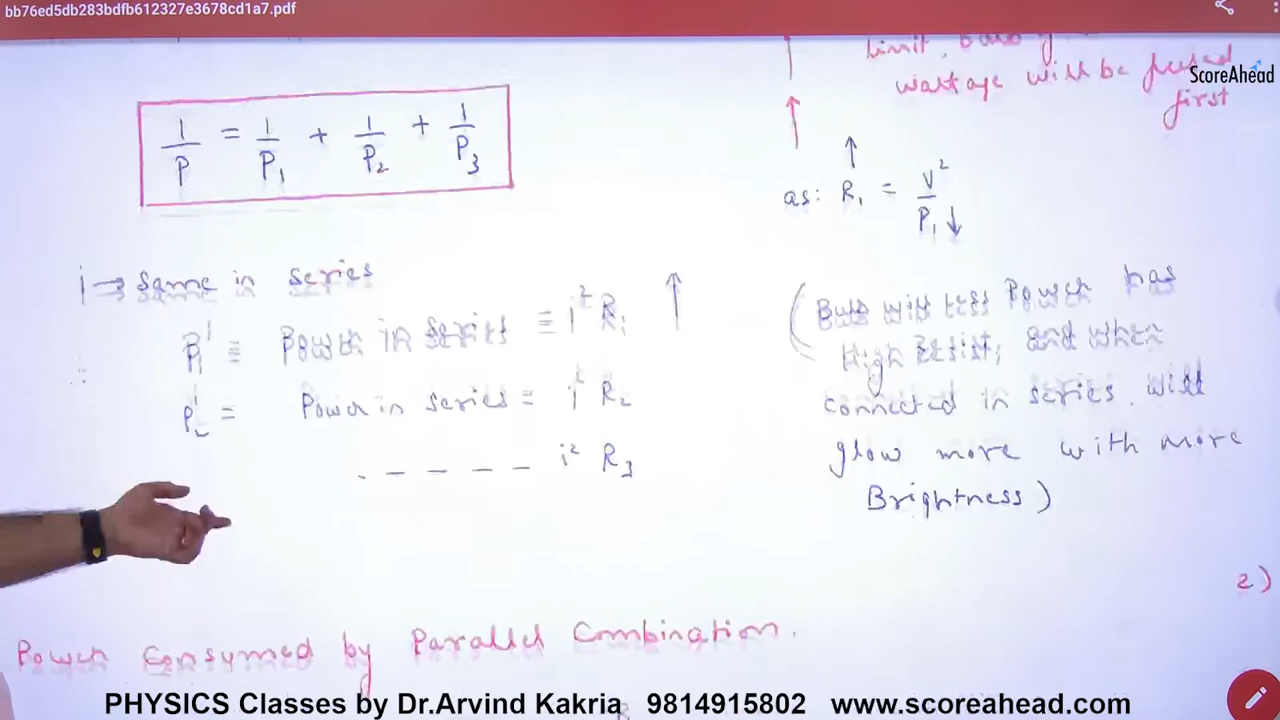 bb76ed5db283bdfb612327e3678cd1a7.pdf
ScoreAhead
1/P = 1/P₁ + 1/P₂ + 1/P₃
i → same in series
∴ P₁' ≡ Power in series ≡ i² R₁ ↑
P₂' = Power in series = i² R₂
. _ _ _ _ i² R₃
limit,
wattage will be fused
first
↑
as: R₁ = V²/P₁ ↓
(Bulb with less Power has
High Resist, and when
connected in series, will
glow more with more
Brightness)
2)
Power consumed by Parallel Combination.
PHYSICS Classes by Dr.Arvind Kakria 9814915802 www.scoreahead.com